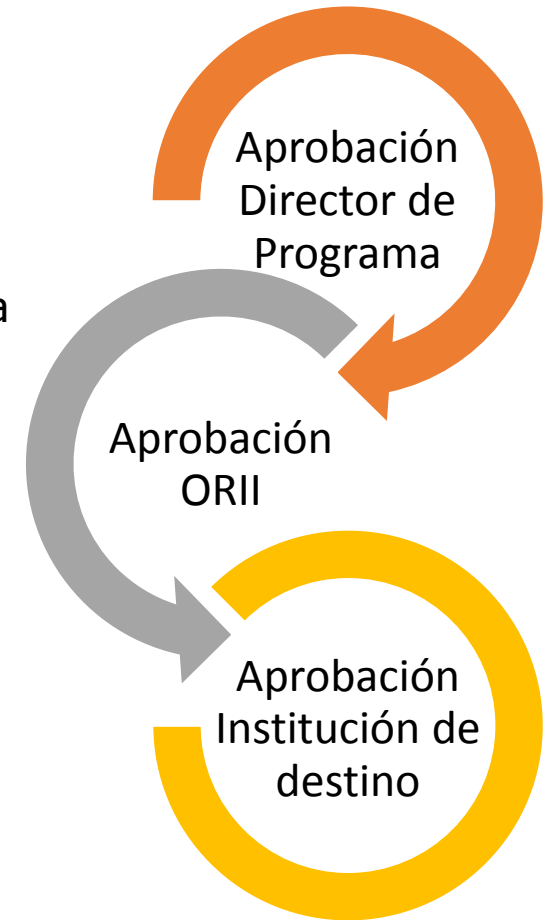 Aprobación
Director de
Programa
a
Aprobación
ORII
Aprobación
Institución de
destino